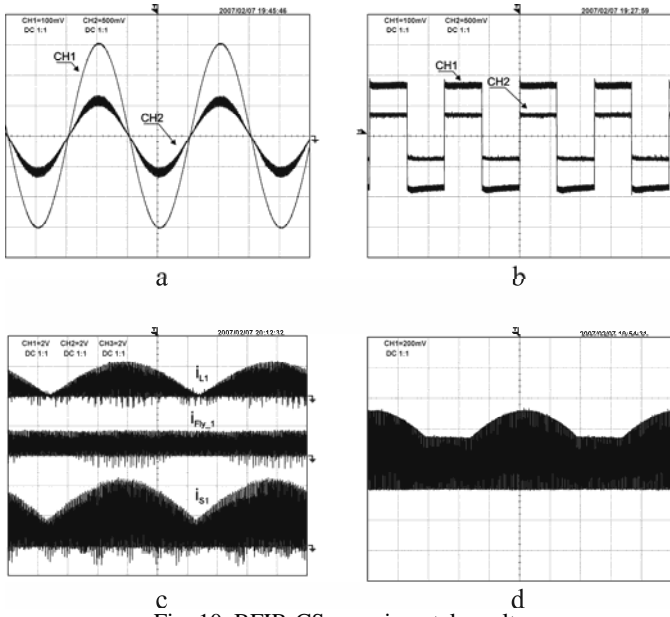 2007/02/07 19:45:46
CH1=100mV CH2=500mV
DC 1:1 DC 1:1
CH1
CH2
a
2007/02/07 19:27:59
CH1=100mV CH2=500mV
DC 1:1 DC 1:1
CH1
CH2
b
2007/02/07 20:12:32
CH1=2V CH2=2V CH3=2V
DC 1:1 DC 1:1 DC 1:1
iL1
iFly_1
iS1
c
CH1=200mV
DC 1:1
d